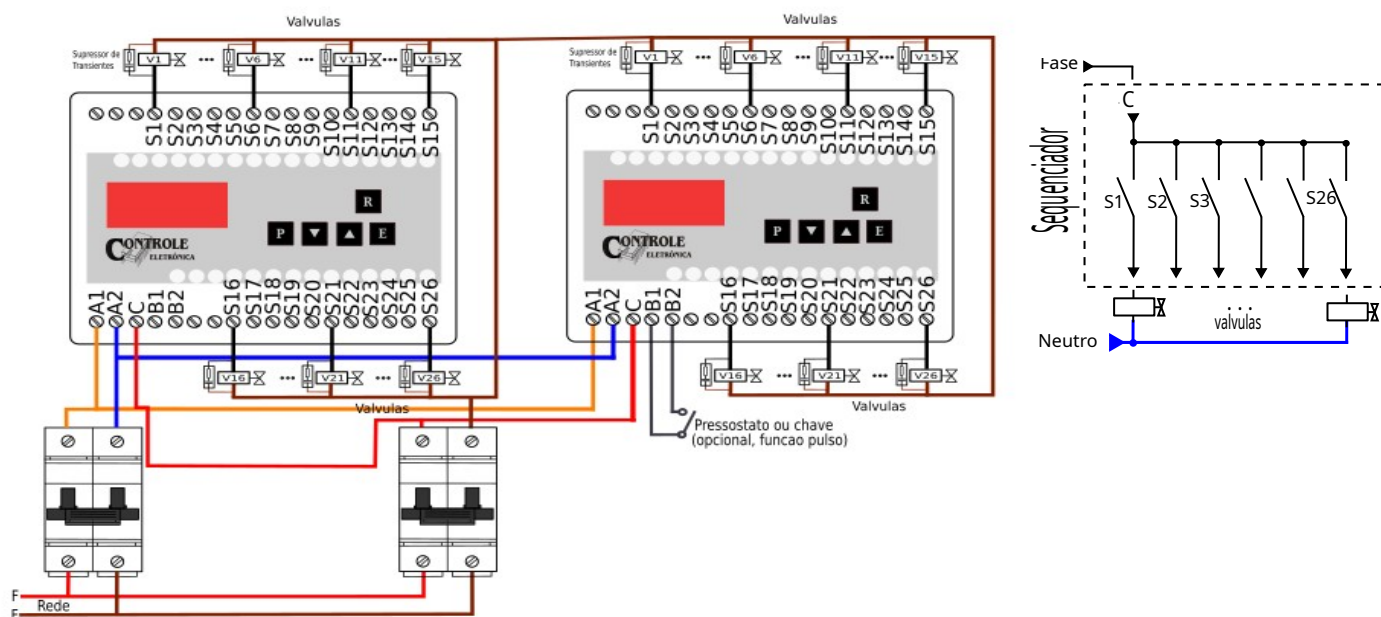 Valvulas
Supressor de
Transientes
V1 ... V6 ... V11 ... V15
S1 S2 S3 S4 S5 S6 S7 S8 S9 S10 S11 S12 S13 S14 S15
R
P E
CONTROLE
ELETRÔNICA
A1 A2 C B1 B2 S16 S17 S18 S19 S20 S21 S22 S23 S24 S25 S26
V16 ... V21 ... V26
Valvulas
Valvulas
Supressor de
Transientes
V1 ... V6 ... V11 ... V15
S1 S2 S3 S4 S5 S6 S7 S8 S9 S10 S11 S12 S13 S14 S15
R
P E
CONTROLE
ELETRÔNICA
A1 A2 C B1 B2 S16 S17 S18 S19 S20 S21 S22 S23 S24 S25 S26
V16 ... V21 ... V26
Valvulas
Pressostato ou chave
(opcional, funcao pulso)
F
Rede
F
Fase
C
Sequenciador
S1 S2 S3 S26
...
valvulas
Neutro